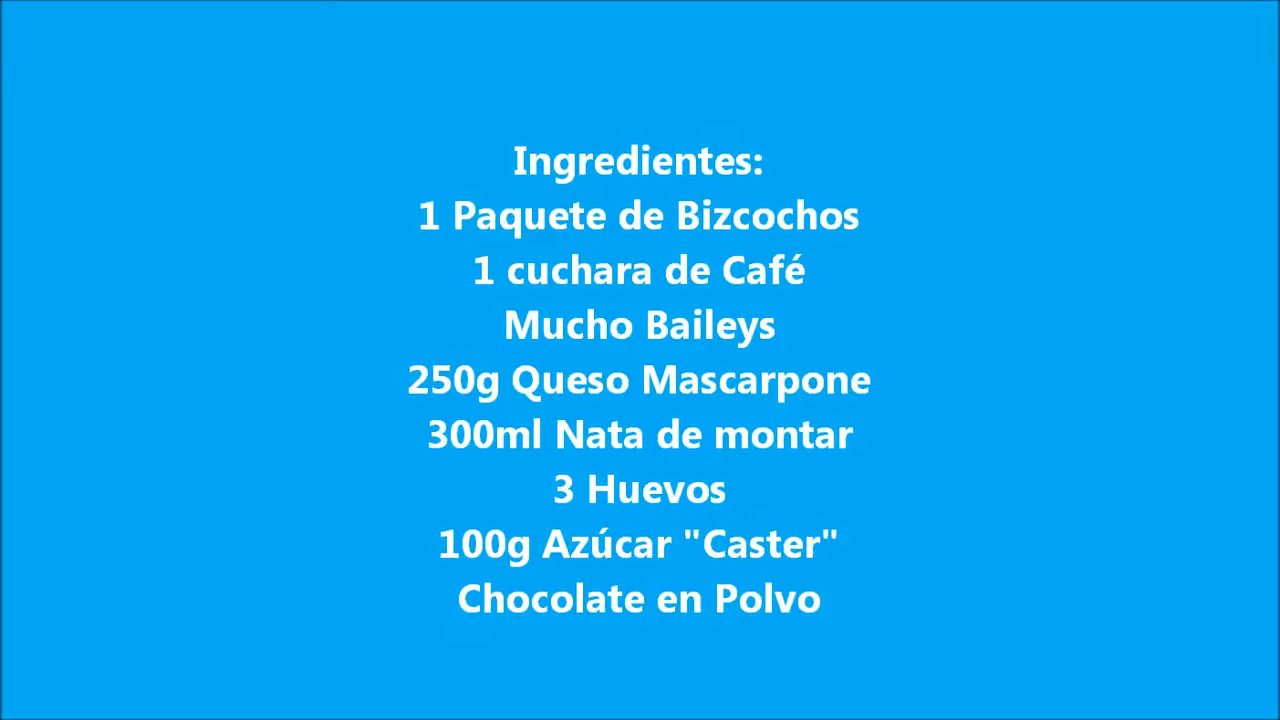 Ingredientes:
1 Paquete de Bizcochos
1 cuchara de Café
Mucho Baileys
250g Queso Mascarpone
300ml Nata de montar
3 Huevos
100g Azúcar "Caster"
Chocolate en Polvo